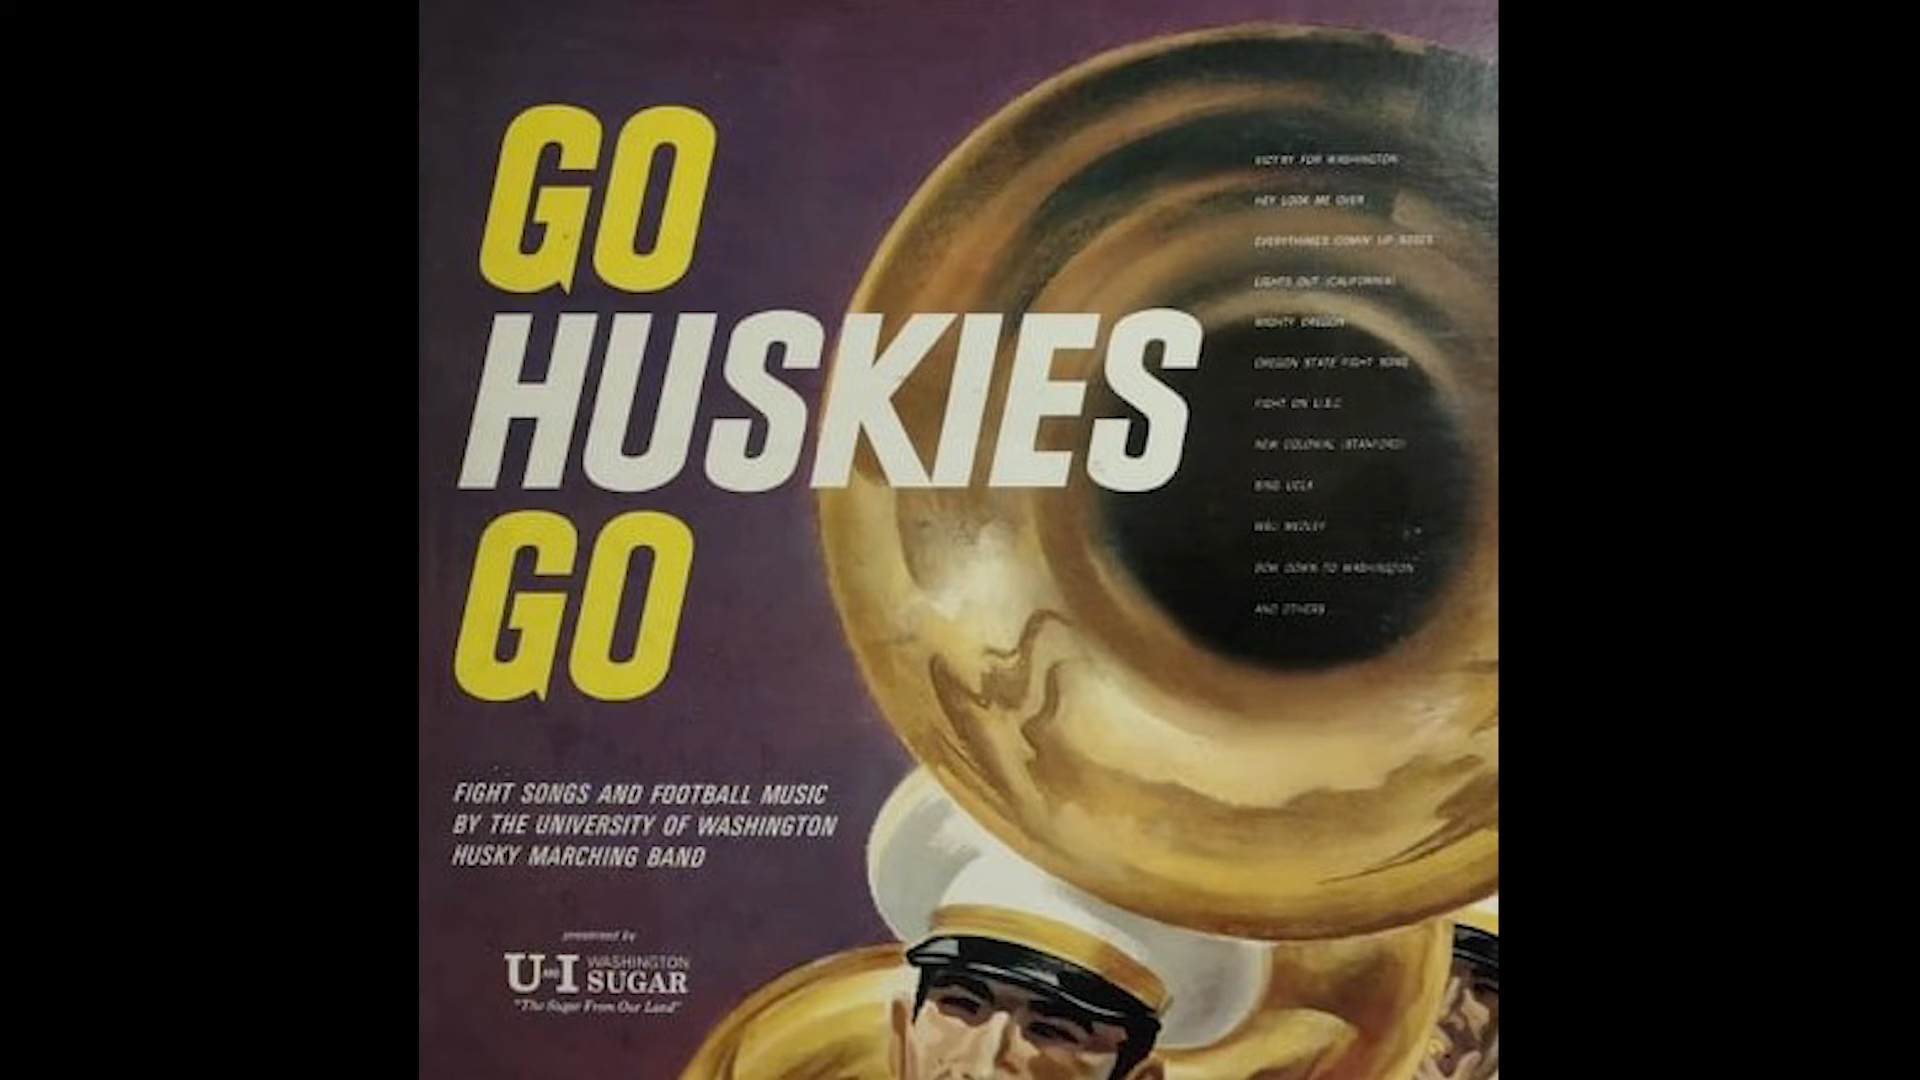 GO
HUSKIES
GO
VICTRY FOR WASHINGTON
HEY LOOK ME OVER
EVERYTHING'S COMIN' UP ROSES
LIGHTS OUT (CALIFORNIA)
MIGHTY OREGON
OREGON STATE FIGHT SONG
FIGHT ON U.S.C.
NEW COLONIAL (STANFORD)
SING UCLA
WSU MEDLEY
BOW DOWN TO WASHINGTON
AND OTHERS
FIGHT SONGS AND FOOTBALL MUSIC
BY THE UNIVERSITY OF WASHINGTON
HUSKY MARCHING BAND
presented by
U AND I WASHINGTON
SUGAR
"The Sugar From Our Land"